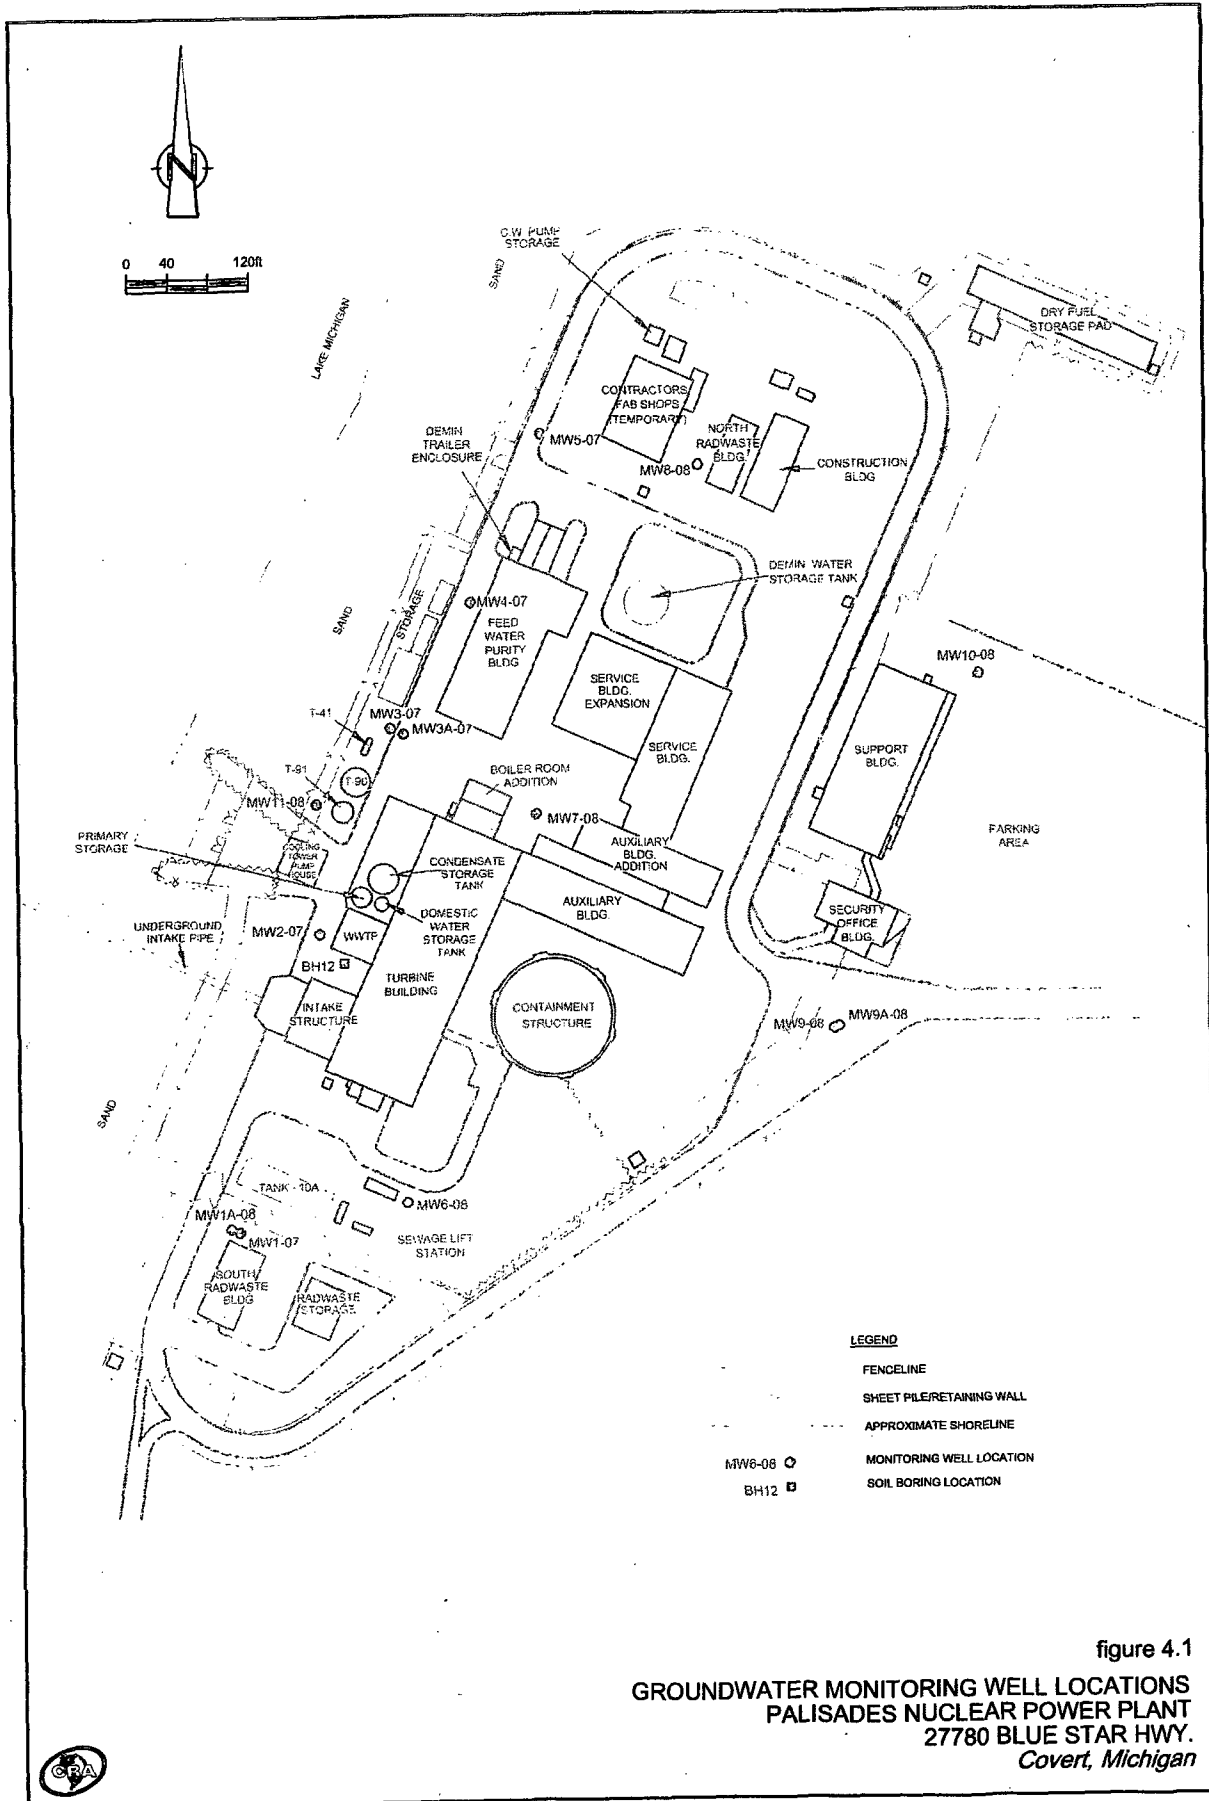 N
0 40 120ft
LAKE MICHIGAN
SAND
C.W. PUMP
STORAGE
DRY FUEL
STORAGE PAD
CONTRACTORS
FAB SHOPS
(TEMPORARY)
NORTH
RADWASTE
BLDG.
CONSTRUCTION
BLDG
MW5-07
MW8-08
DEMIN
TRAILER
ENCLOSURE
DEMIN WATER
STORAGE TANK
STORAGE
SAND
MW4-07
FEED
WATER
PURITY
BLDG
SERVICE
BLDG.
EXPANSION
SERVICE
BLDG.
MW10-08
SUPPORT
BLDG.
PARKING
AREA
T-41
MW3-07
MW3A-07
T-91
T-90
MW11-08
BOILER ROOM
ADDITION
MW7-08
AUXILIARY
BLDG.
ADDITION
PRIMARY
STORAGE
COOLING
TOWER
PUMP
HOUSE
CONDENSATE
STORAGE
TANK
AUXILIARY
BLDG.
DOMESTIC
WATER
STORAGE
TANK
SECURITY
OFFICE
BLDG.
UNDERGROUND
INTAKE PIPE
MW2-07
WWTP
BH12
TURBINE
BUILDING
INTAKE
STRUCTURE
CONTAINMENT
STRUCTURE
MW9-08
MW9A-08
SAND
TANK - 10A
MW6-08
MW1A-08
MW1-07
SEWAGE LIFT
STATION
SOUTH
RADWASTE
BLDG
RADWASTE
STORAGE
LEGEND
FENCELINE
SHEET PILE/RETAINING WALL
APPROXIMATE SHORELINE
MW6-08 MONITORING WELL LOCATION
BH12 SOIL BORING LOCATION
figure 4.1
GROUNDWATER MONITORING WELL LOCATIONS
PALISADES NUCLEAR POWER PLANT
27780 BLUE STAR HWY.
Covert, Michigan
CRA